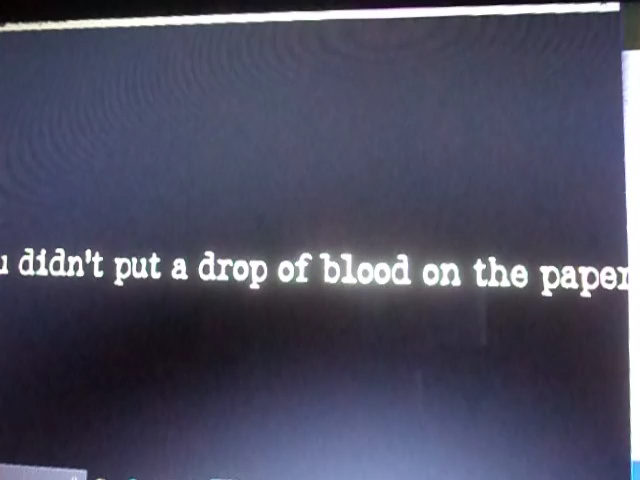 u didn't put a drop of blood on the paper